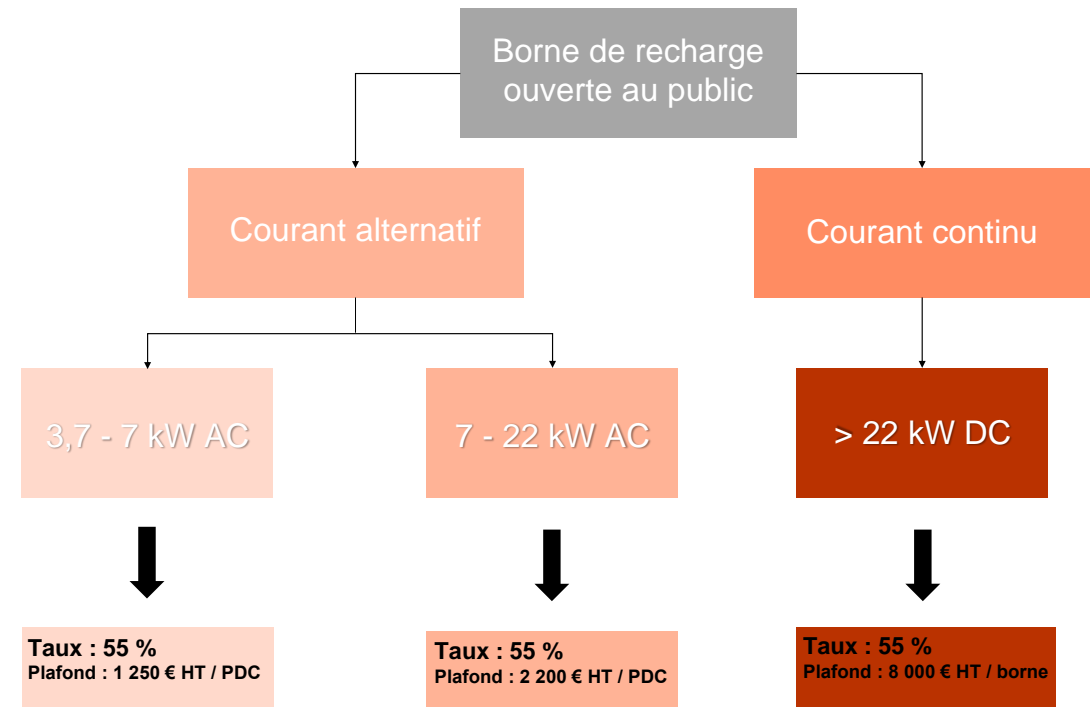 Borne de recharge
ouverte au public
Courant alternatif
Courant continu
3,7 - 7 kW AC
7 - 22 kW AC
> 22 kW DC
Taux : 55 %
Plafond : 1 250 € HT / PDC
Taux : 55 %
Plafond : 2 200 € HT / PDC
Taux : 55 %
Plafond : 8 000 € HT / borne